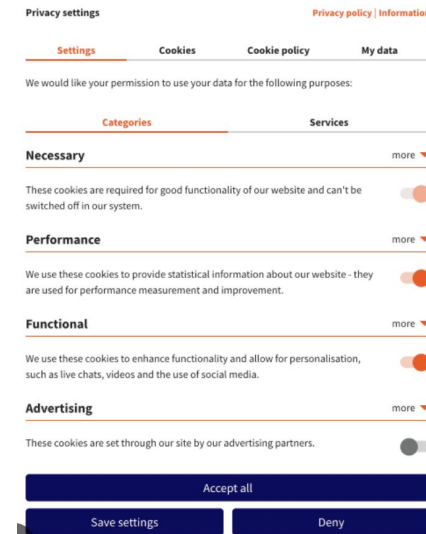 Privacy settings
Privacy policy | Information
Settings Cookies Cookie policy My data
We would like your permission to use your data for the following purposes:
Categories Services
Necessary more
These cookies are required for good functionality of our website and can't be
switched off in our system.
Performance more
We use these cookies to provide statistical information about our website - they
are used for performance measurement and improvement.
Functional more
We use these cookies to enhance functionality and allow for personalisation,
such as live chats, videos and the use of social media.
Advertising more
These cookies are set through our site by our advertising partners.
Accept all
Save settings Deny